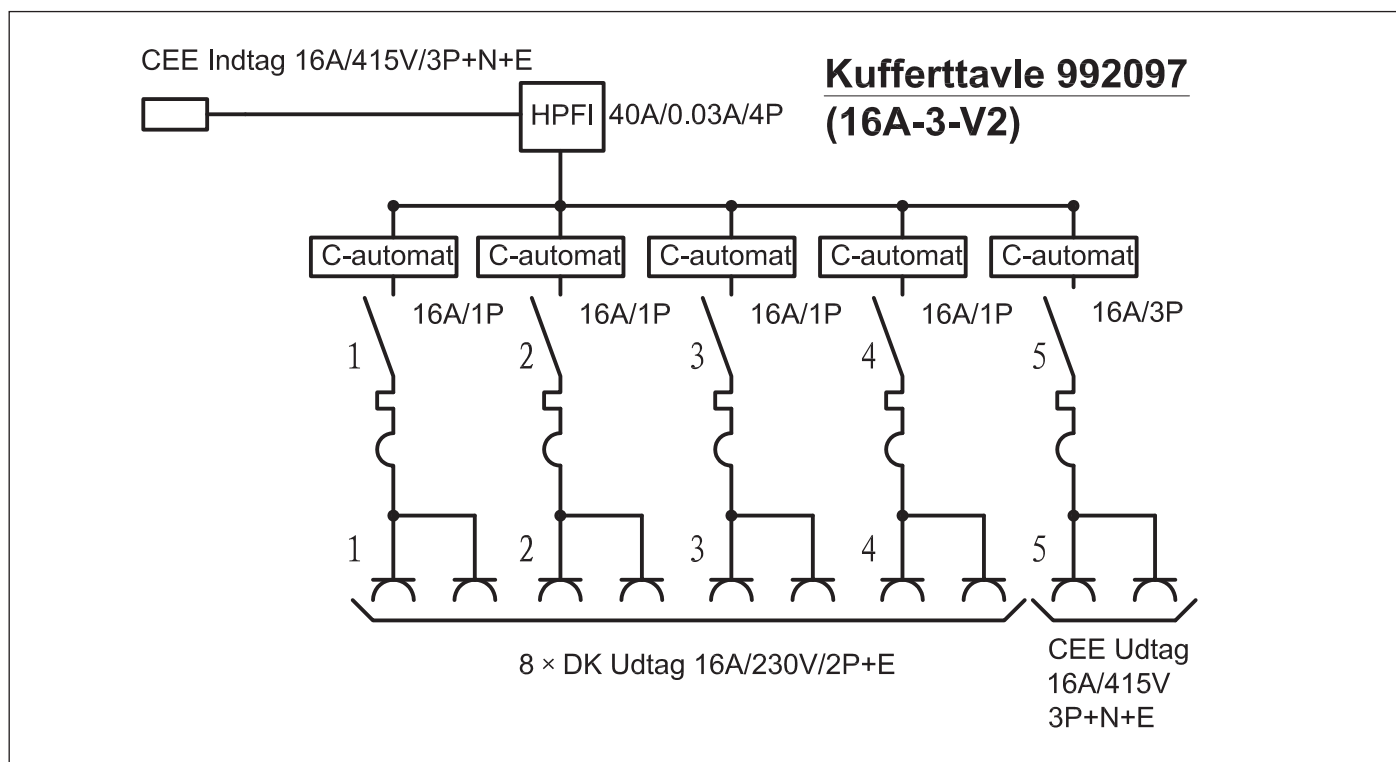 CEE Indtag 16A/415V/3P+N+E
Kufferttavle 992097
(16A-3-V2)
HPFI 40A/0.03A/4P
C-automat C-automat C-automat C-automat C-automat
16A/1P 16A/1P 16A/1P 16A/1P 16A/3P
1 2 3 4 5
1 2 3 4 5
8 × DK Udtag 16A/230V/2P+E
CEE Udtag
16A/415V
3P+N+E